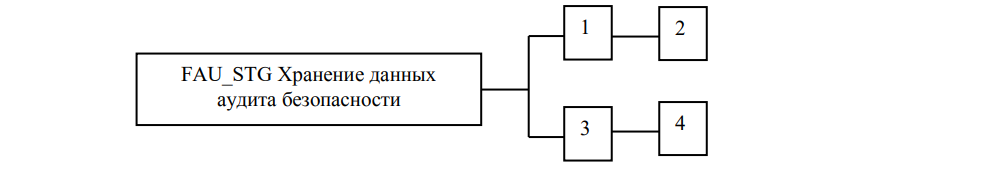 FAU_STG Хранение данных
аудита безопасности
1
2
3
4